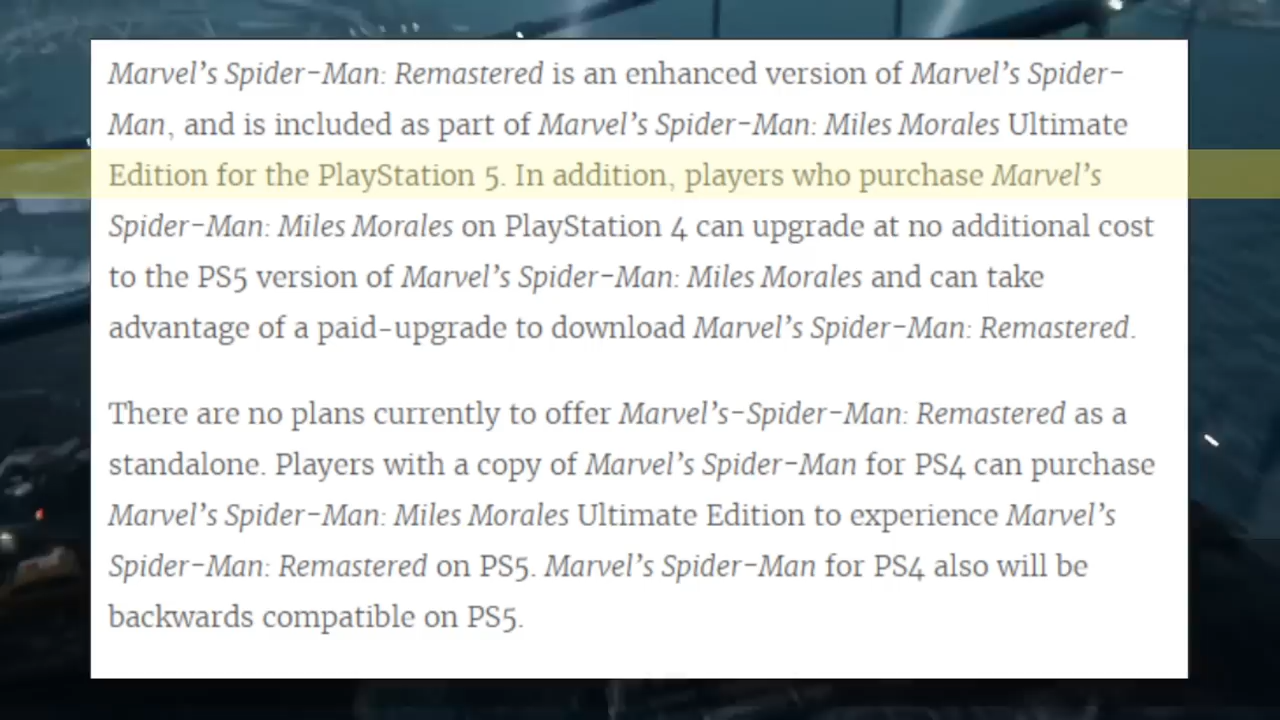 Marvel’s Spider-Man: Remastered is an enhanced version of Marvel’s Spider-
Man, and is included as part of Marvel’s Spider-Man: Miles Morales Ultimate
Edition for the PlayStation 5. In addition, players who purchase Marvel’s
Spider-Man: Miles Morales on PlayStation 4 can upgrade at no additional cost
to the PS5 version of Marvel’s Spider-Man: Miles Morales and can take
advantage of a paid-upgrade to download Marvel’s Spider-Man: Remastered.
There are no plans currently to offer Marvel’s-Spider-Man: Remastered as a
standalone. Players with a copy of Marvel’s Spider-Man for PS4 can purchase
Marvel’s Spider-Man: Miles Morales Ultimate Edition to experience Marvel’s
Spider-Man: Remastered on PS5. Marvel’s Spider-Man for PS4 also will be
backwards compatible on PS5.